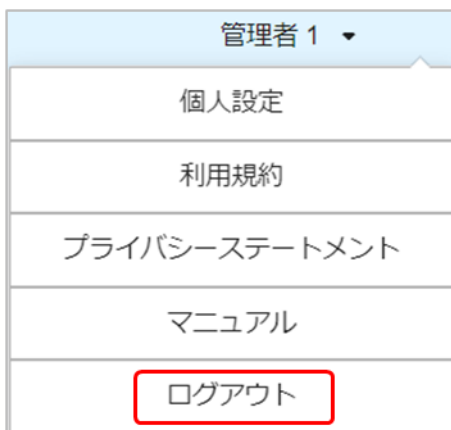 管理者 1
個人設定
利用規約
プライバシーステートメント
マニュアル
ログアウト